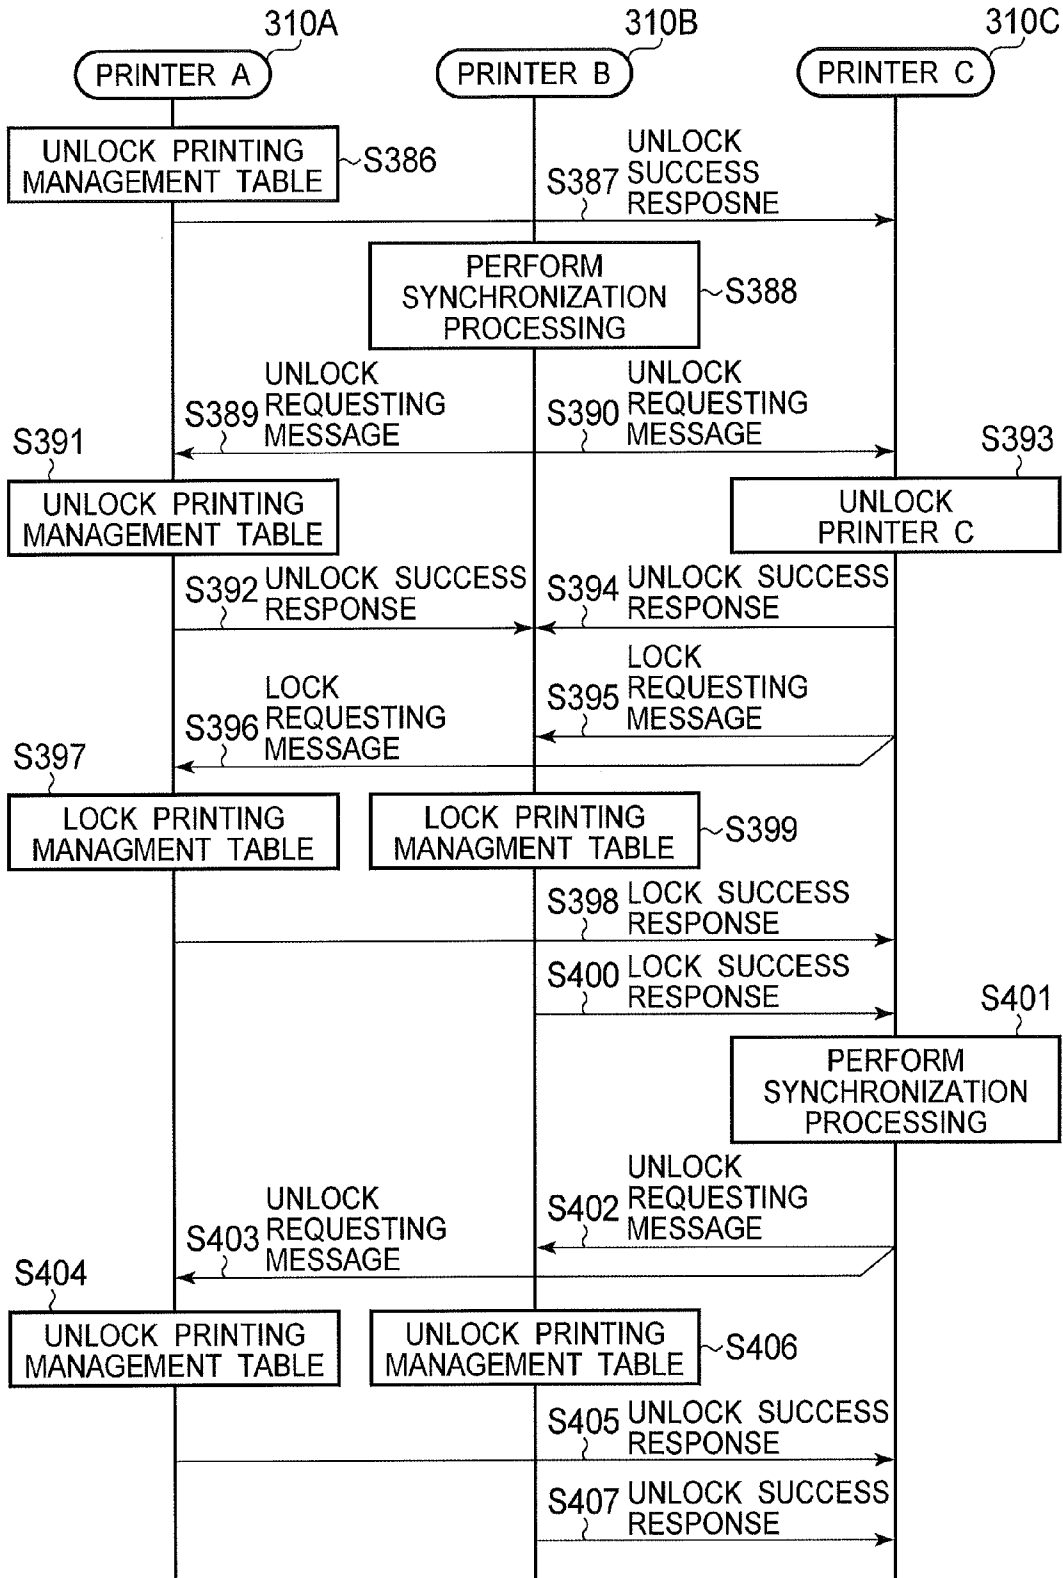 310A
310B
310C
PRINTER A
PRINTER B
PRINTER C
UNLOCK PRINTING
MANAGEMENT TABLE
S386
S387
UNLOCK
SUCCESS
RESPOSNE
PERFORM
SYNCHRONIZATION
PROCESSING
S388
S389
UNLOCK
REQUESTING
MESSAGE
S390
UNLOCK
REQUESTING
MESSAGE
S391
UNLOCK PRINTING
MANAGEMENT TABLE
S393
UNLOCK
PRINTER C
S392
UNLOCK SUCCESS
RESPONSE
S394
UNLOCK SUCCESS
RESPONSE
S395
LOCK
REQUESTING
MESSAGE
S396
LOCK
REQUESTING
MESSAGE
S397
LOCK PRINTING
MANAGMENT TABLE
LOCK PRINTING
MANAGMENT TABLE
S399
S398
LOCK SUCCESS
RESPONSE
S400
LOCK SUCCESS
RESPONSE
S401
PERFORM
SYNCHRONIZATION
PROCESSING
S402
UNLOCK
REQUESTING
MESSAGE
S403
UNLOCK
REQUESTING
MESSAGE
S404
UNLOCK PRINTING
MANAGEMENT TABLE
UNLOCK PRINTING
MANAGEMENT TABLE
S406
S405
UNLOCK SUCCESS
RESPONSE
S407
UNLOCK SUCCESS
RESPONSE